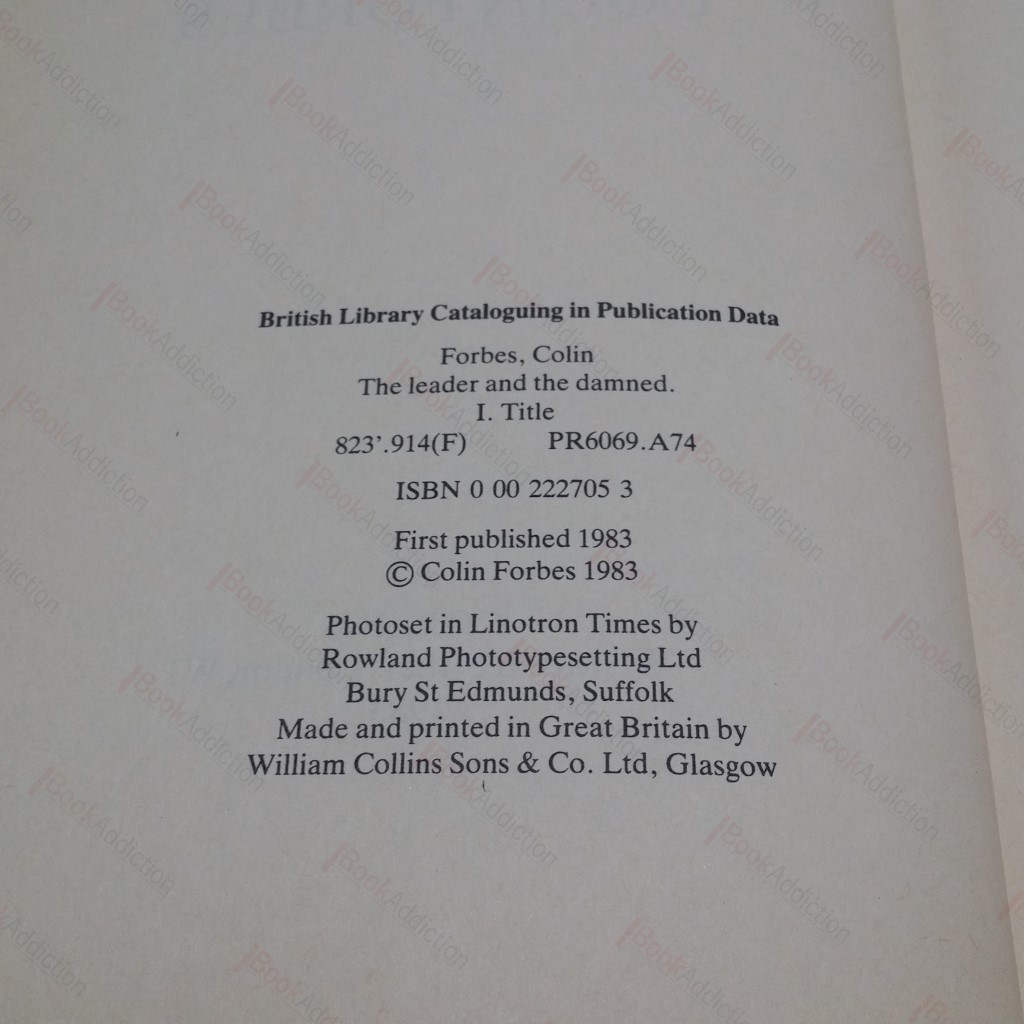 British Library Cataloguing in Publication Data
Forbes, Colin
The leader and the damned.
I. Title
823’.914(F) PR6069.A74
ISBN 0 00 222705 3
First published 1983
© Colin Forbes 1983
Photoset in Linotron Times by
Rowland Phototypesetting Ltd
Bury St Edmunds, Suffolk
Made and printed in Great Britain by
William Collins Sons & Co. Ltd, Glasgow
BookAddiction